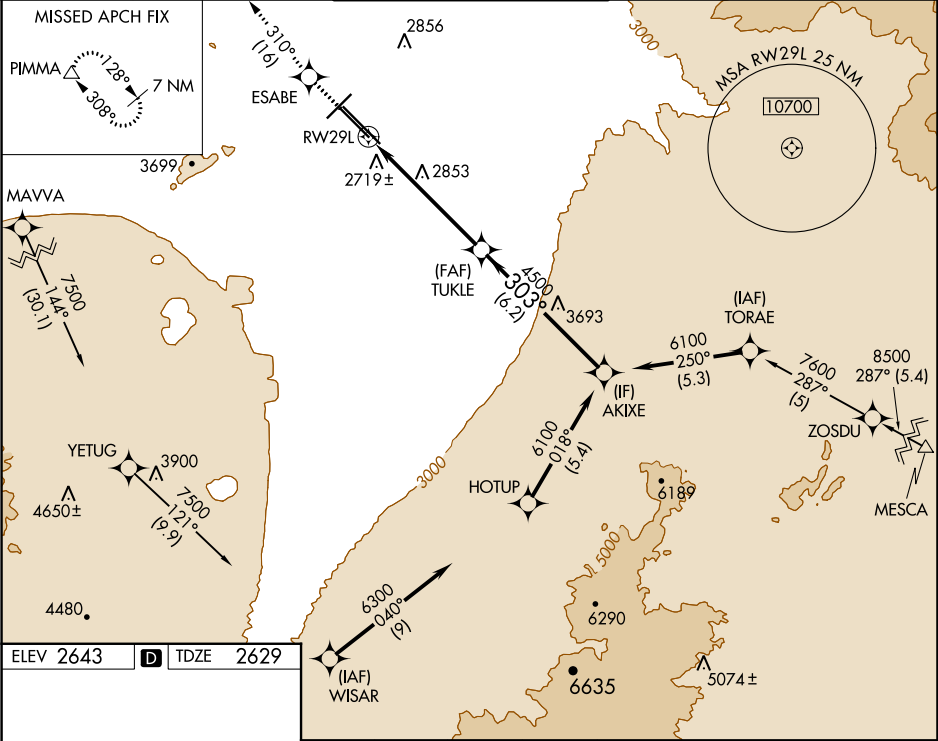 MISSED APCH FIX
PIMMA
128°
7 NM
308°
310°
(16)
2856
3000
ESABE
RW29L
MSA RW29L 25 NM
10700
3699
2719±
2853
MAVVA
7500
144°
(30.1)
(FAF)
TUKLE
4500
303°
(6.2)
3693
(IAF)
TORAE
6100
250°
(5.3)
7600
287°
(5)
8500
287° (5.4)
(IF)
AKIXE
ZOSDU
MESCA
YETUG
3900
7500
121°
(9.9)
4650±
3000
HOTUP
6100
018°
(5.4)
6189
5000
4480
6300
040°
(9)
6290
ELEV 2643
D
TDZE 2629
(IAF)
WISAR
6635
5074±